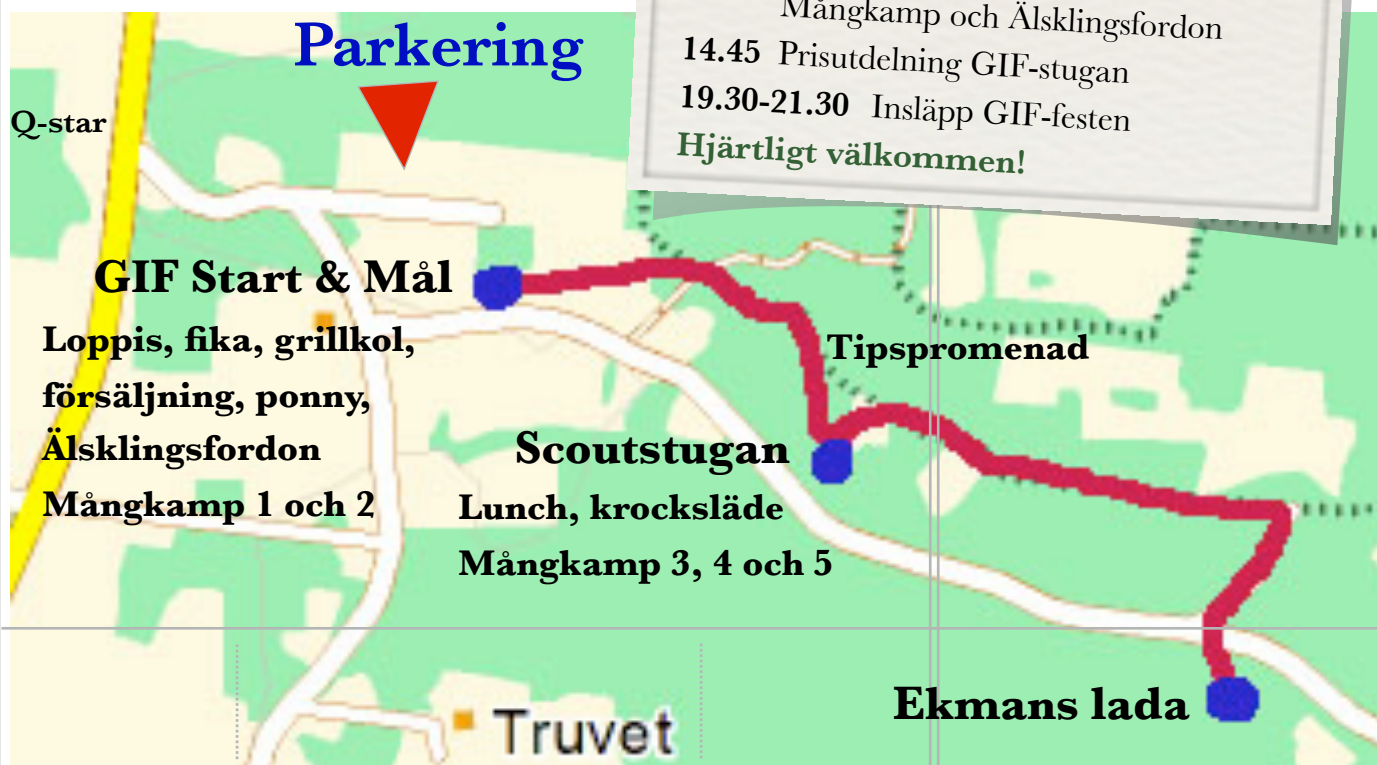 Parkering
Mångkamp och Älsklingsfordon
14.45 Prisutdelning GIF-stugan
19.30-21.30 Insläpp GIF-festen
Hjärtligt välkommen!
Q-star
GIF Start & Mål
Loppis, fika, grillkol,
försäljning, ponny,
Älsklingsfordon
Mångkamp 1 och 2
Tipspromenad
Scoutstugan
Lunch, krocksläde
Mångkamp 3, 4 och 5
Ekmans lada
Truvet